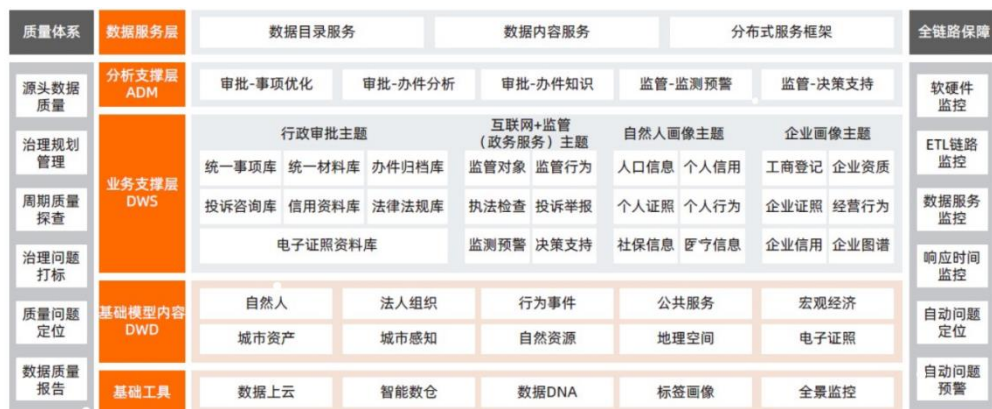 质量体系
源头数据
质量
治理规划
管理
周期质量
探查
治理问题
打标
质量问题
定位
数据质量
报告
数据服务层
数据目录服务
数据内容服务
分布式服务框架
分析支撑层
ADM
审批-事项优化
审批-办件分析
审批-办件知识
监管-监测预警
监管-决策支持
业务支撑层
DWS
行政审批主题
统一事项库
统一材料库
办件归档库
投诉咨询库
信用资料库
法律法规库
电子证照资料库
互联网+监管
(政务服务)主题
监管对象
监管行为
执法检查
投诉举报
监测预警
决策支持
自然人画像主题
人口信息
个人信用
个人证照
个人行为
社保信息
医疗信息
企业画像主题
工商登记
企业资质
企业证照
经营行为
企业信用
企业图谱
基础模型内容
DWD
自然人
法人组织
行为事件
公共服务
宏观经济
城市资产
城市感知
自然资源
地理空间
电子证照
基础工具
数据上云
智能数仓
数据DNA
标签画像
全景监控
全链路保障
软硬件
监控
ETL链路
监控
数据服务
监控
响应时间
监控
自动问题
定位
自动问题
预警